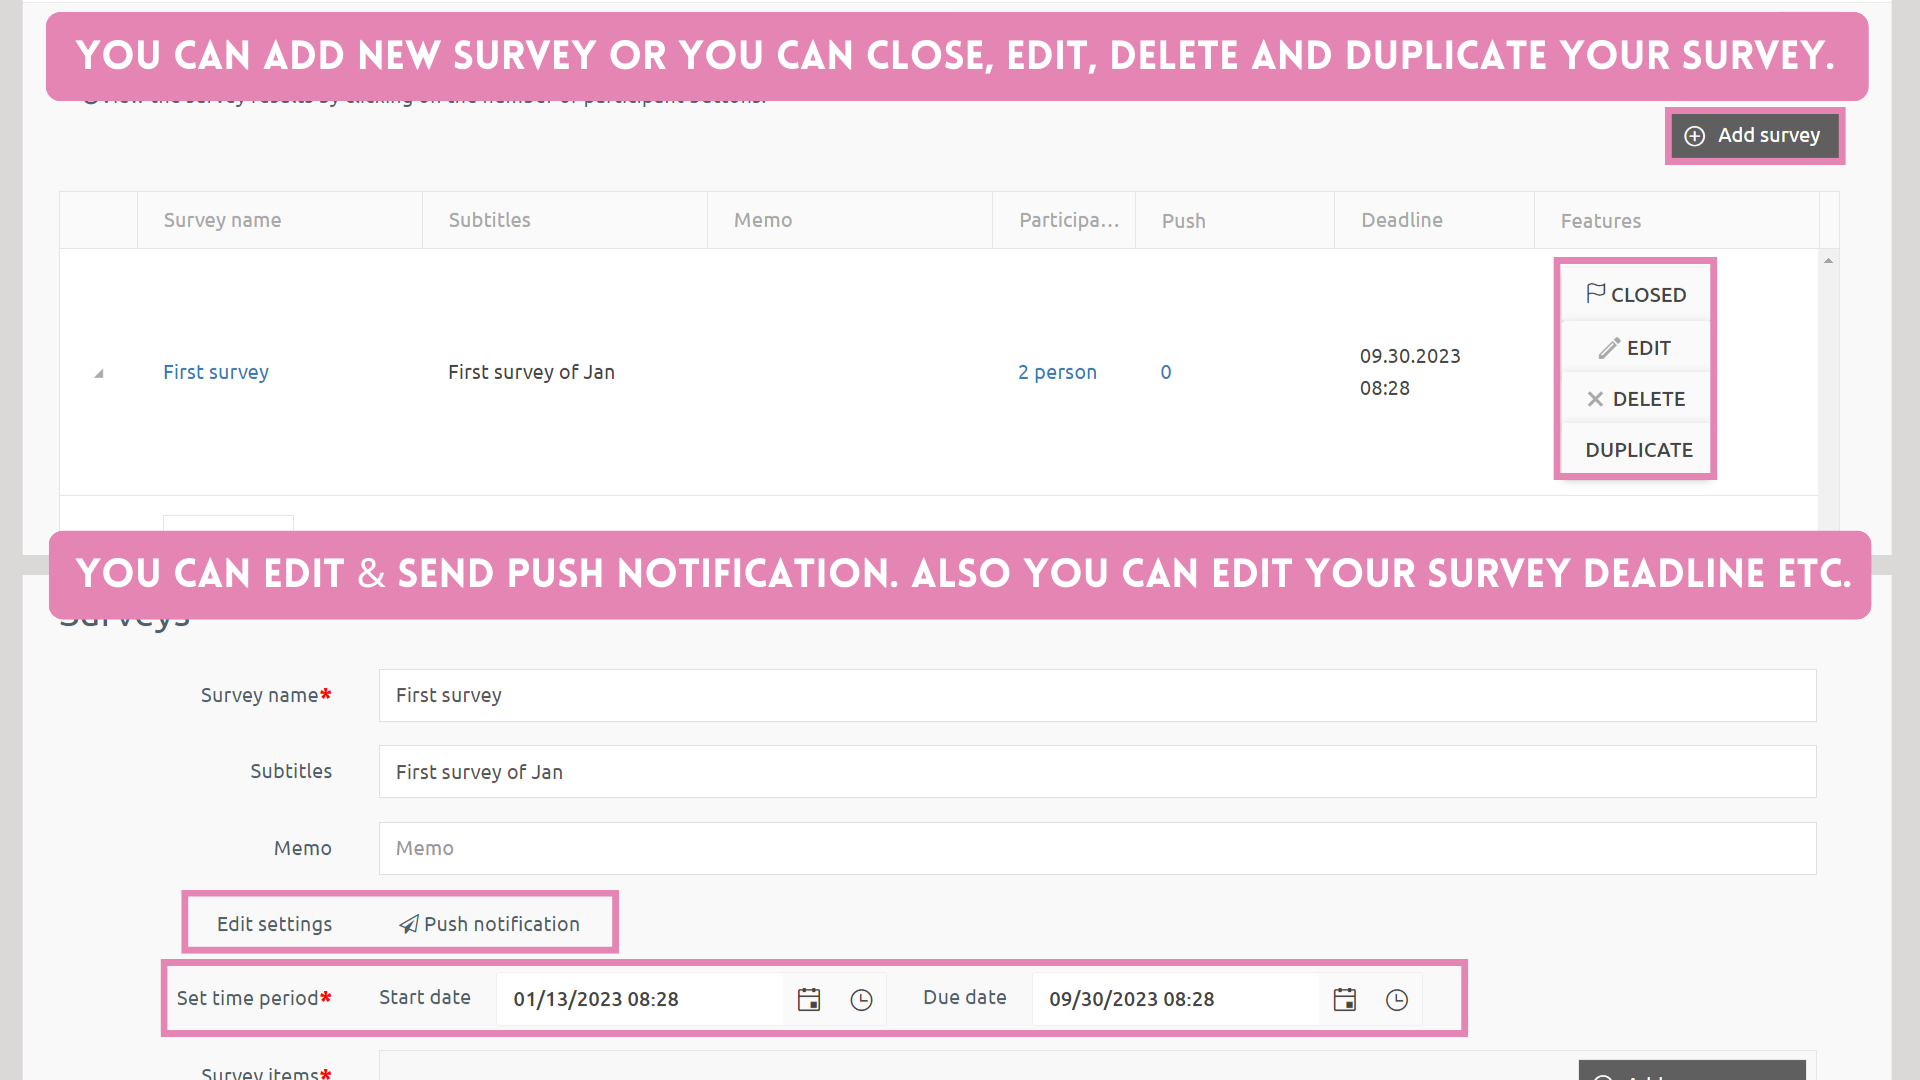 YOU CAN ADD NEW SURVEY OR YOU CAN CLOSE, EDIT, DELETE AND DUPLICATE YOUR SURVEY.
Add survey
Survey name Subtitles Memo Participa... Push Deadline Features
CLOSED
EDIT
First survey First survey of Jan 2 person 0 09.30.2023
08:28
DELETE
DUPLICATE
YOU CAN EDIT & SEND PUSH NOTIFICATION. ALSO YOU CAN EDIT YOUR SURVEY DEADLINE ETC.
Surveys
Survey name* First survey
Subtitles First survey of Jan
Memo Memo
Edit settings Push notification
Set time period* Start date 01/13/2023 08:28 Due date 09/30/2023 08:28
Survey items*